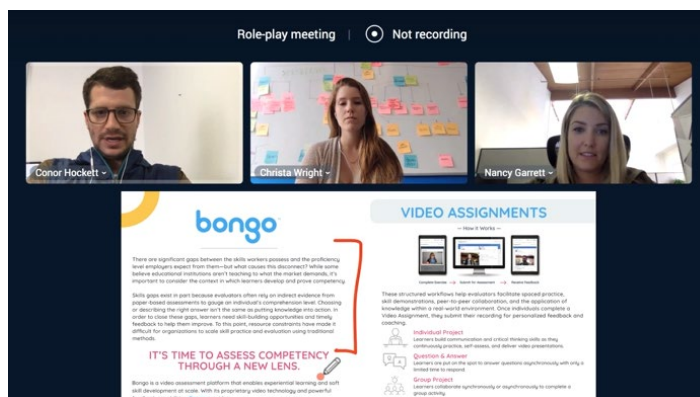 Role-play meeting | Not recording
Conor Hockett
Christa Wright
Nancy Garrett
bongo
There are significant gaps between the skills workers possess and the proficiency
level employers expect from them—but what causes this disconnect? While some
believe educational institutions aren't teaching to what the market demands, it's
important to consider the context in which learners develop and prove competency.
Skills gaps exist in part because evaluators often rely on indirect evidence from
paper-based assessments to gauge an individual's comprehension level. Choosing
or describing the right answer isn't the same as putting knowledge into action. In
order to close these gaps, learners need skill-building opportunities and timely
feedback to help them improve. To this point, resource constraints have made it
difficult for organizations to scale skill practice and evaluation using traditional
methods.
IT'S TIME TO ASSESS COMPETENCY
THROUGH A NEW LENS.
Bongo is a video assessment platform that enables experiential learning and soft
skill development at scale. With its proprietary video technology and powerful
VIDEO ASSIGNMENTS
— How it Works —
Complete Exercise
Submit for Assessment
Receive Feedback
These structured workflows help evaluators facilitate spaced practice,
skill demonstrations, peer-to-peer collaboration, and the application of
knowledge within a real-world environment. Once individuals complete a
Video Assignment, they submit their recording for personalized feedback and
coaching.
Individual Project
Learners build communication and critical thinking skills as they
continuously practice, self-assess, and deliver video presentations.
Question & Answer
Learners are put on the spot to answer questions asynchronously with only a
limited time to respond.
Group Project
Learners collaborate synchronously or asynchronously to complete a
group activity.